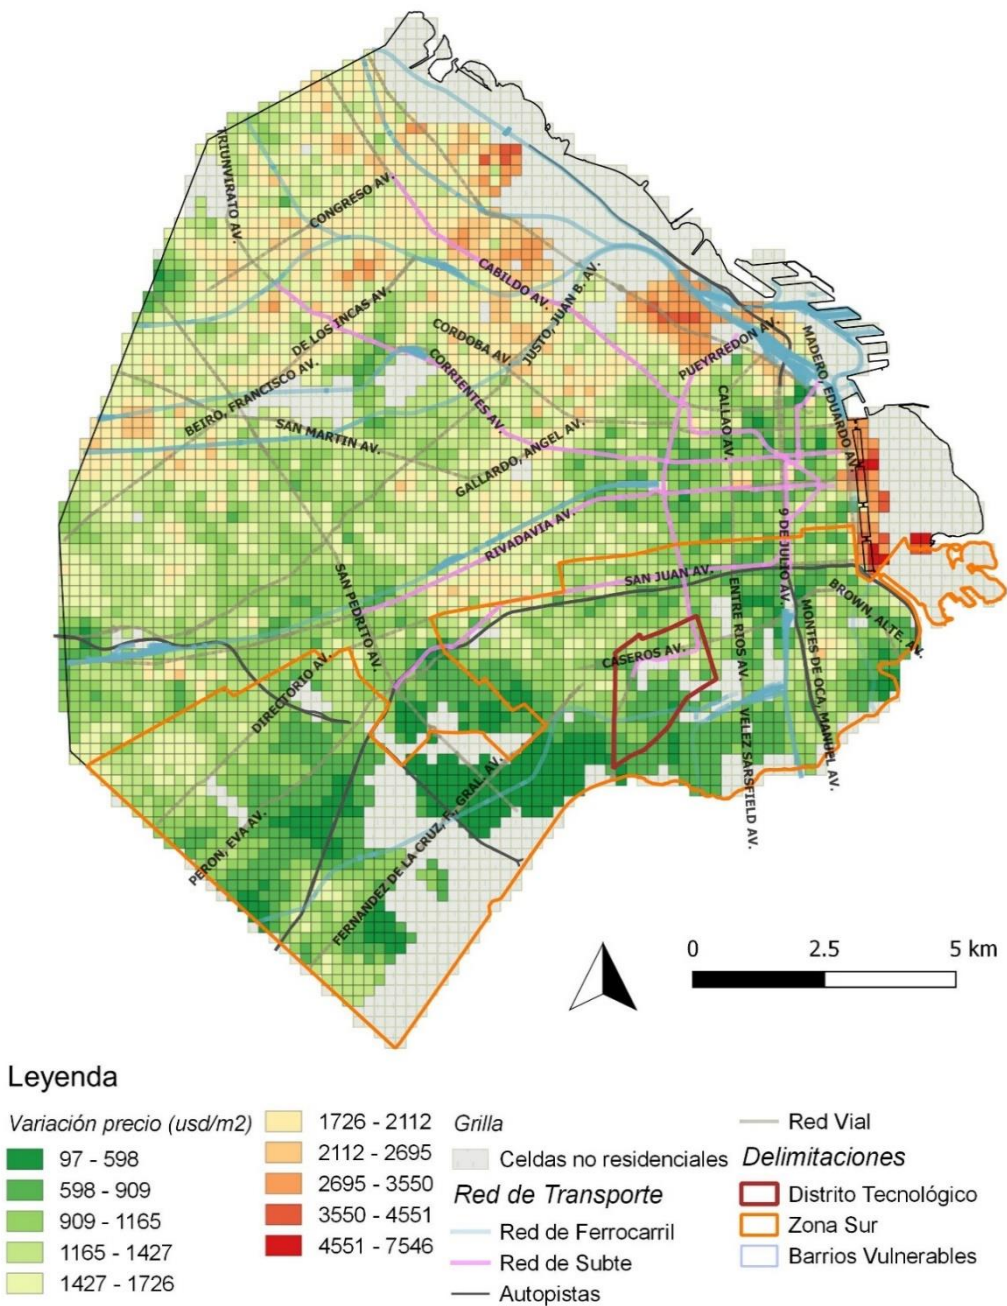 TRIUNVIRATO AV.
CONGRESO AV.
CABILDO AV.
JUSTO, JUAN B. AV.
DE LOS INCAS AV.
CORDOBA AV.
PUEYRREDON AV.
MADERO, EDUARDO AV.
BEIRO, FRANCISCO AV.
CORRIENTES AV.
CALLAO AV.
SAN MARTIN AV.
GALLARDO, ANGEL AV.
RIVADAVIA AV.
9 DE JULIO AV.
SAN PEDRITO AV.
SAN JUAN AV.
ENTRE RIOS AV.
BROWN, ALTE. AV.
MONTES DE OCA, MANUEL AV.
CASEROS AV.
DIRECTORIO AV.
VELEZ SARSFIELD AV.
PERON, EVA AV.
FERNANDEZ DE LA CRUZ, F., GRAL. AV.
0 2.5 5 km
Leyenda
Variación precio (usd/m2)
97 - 598
598 - 909
909 - 1165
1165 - 1427
1427 - 1726
1726 - 2112
2112 - 2695
2695 - 3550
3550 - 4551
4551 - 7546
Grilla
Celdas no residenciales
Red de Transporte
Red de Ferrocarril
Red de Subte
Autopistas
Red Vial
Delimitaciones
Distrito Tecnológico
Zona Sur
Barrios Vulnerables